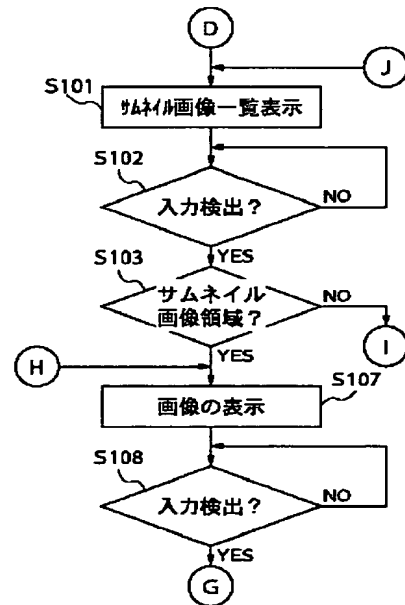 D
J
S101
ｻﾑﾈｲﾙ画像一覧表示
S102
入力検出？
NO
YES
S103
サムネイル
画像領域？
NO
I
YES
H
S107
画像の表示
S108
入力検出？
NO
YES
G